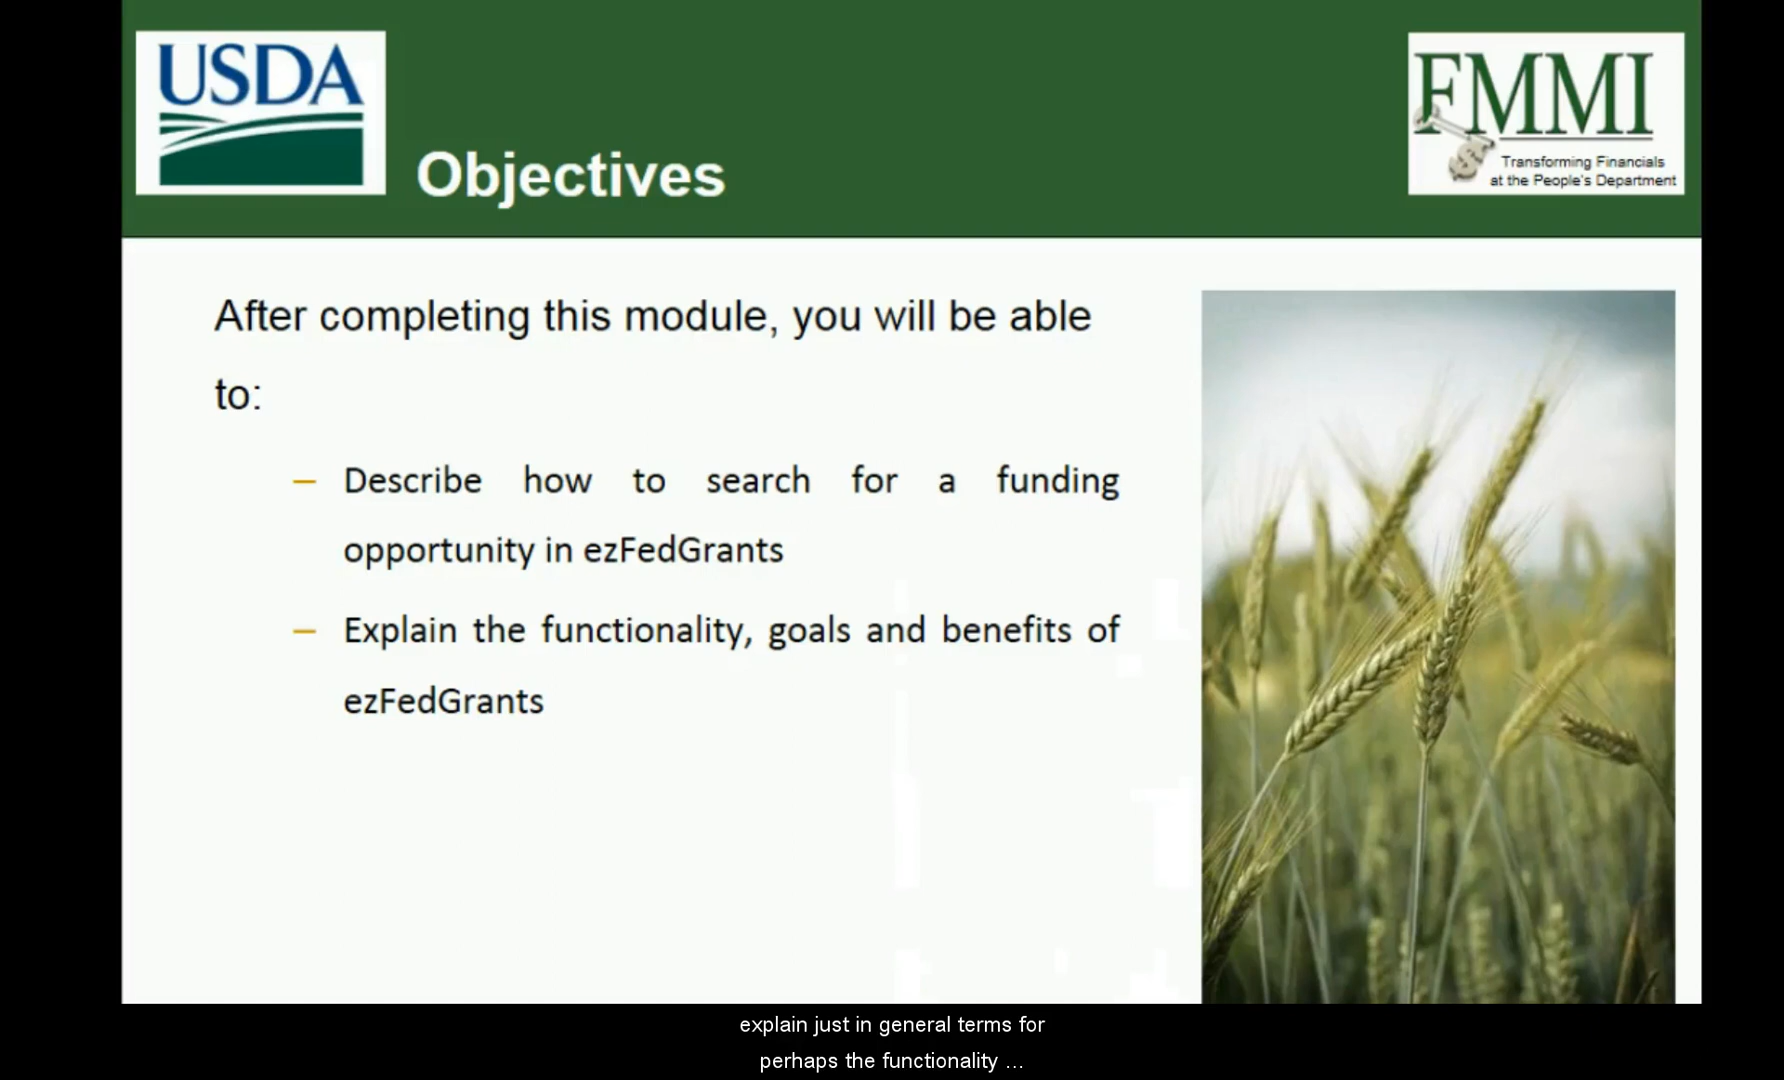 USDA
FMMI
Transforming Financials
at the People's Department
Objectives
After completing this module, you will be able
to:
– Describe how to search for a funding
opportunity in ezFedGrants
– Explain the functionality, goals and benefits of
ezFedGrants
explain just in general terms for
perhaps the functionality ...